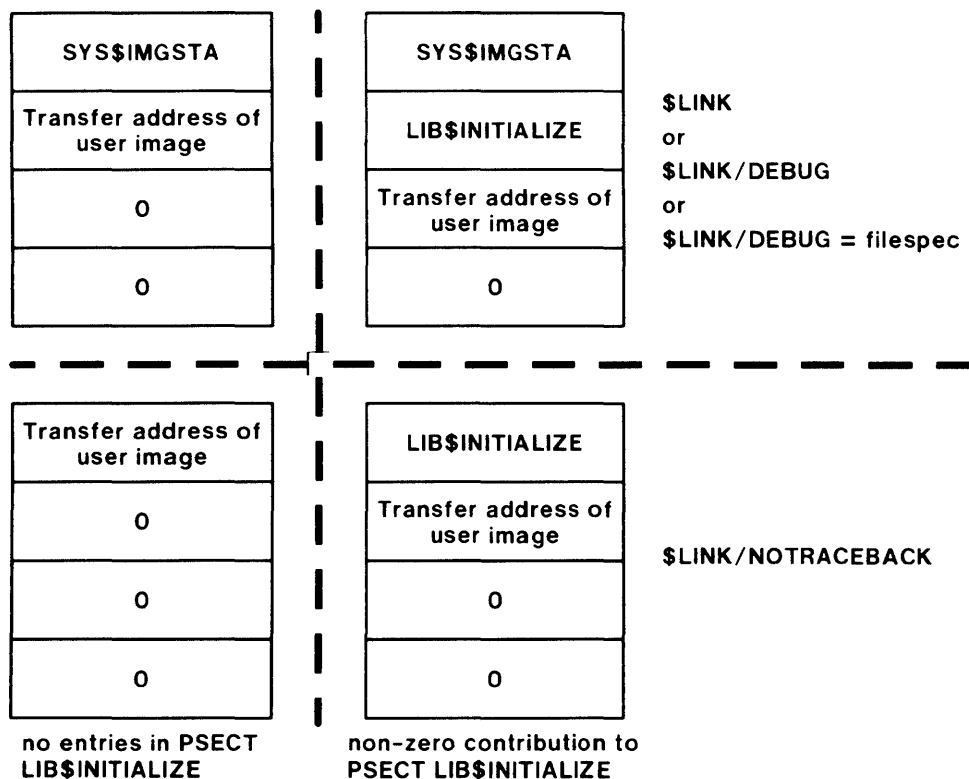 SYS$IMGSTA
Transfer address of
user image
0
0
SYS$IMGSTA
LIB$INITIALIZE
Transfer address of
user image
0
$LINK
or
$LINK/DEBUG
or
$LINK/DEBUG = filespec
Transfer address of
user image
0
0
0
LIB$INITIALIZE
Transfer address of
user image
0
0
$LINK/NOTRACEBACK
no entries in PSECT
LIB$INITIALIZE
non-zero contribution to
PSECT LIB$INITIALIZE